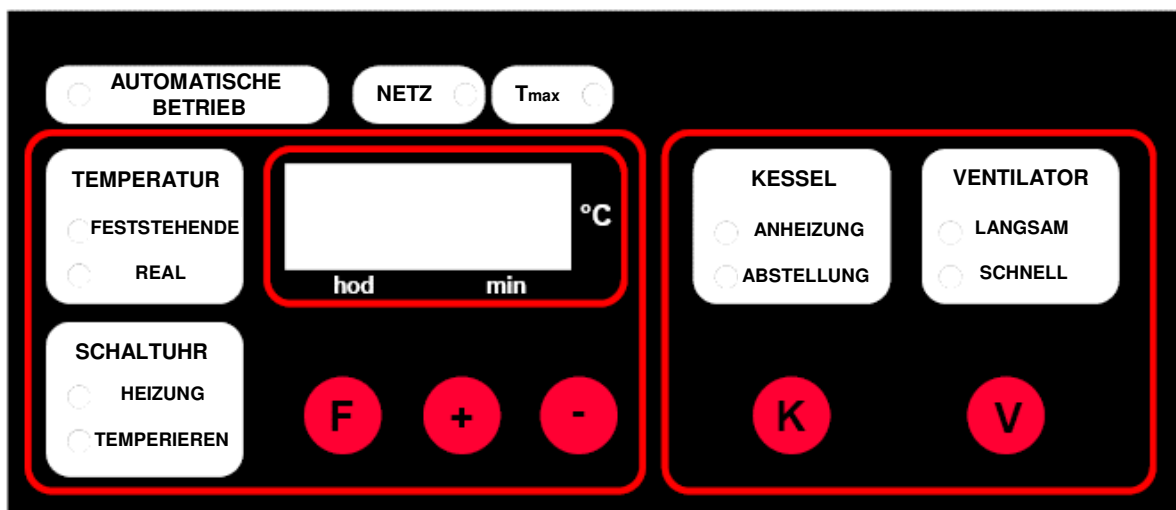 AUTOMATISCHE
BETRIEB
NETZ
Tmax
TEMPERATUR
FESTSTEHENDE
REAL
°C
hod min
SCHALTUHR
HEIZUNG
TEMPERIEREN
F + -
KESSEL
ANHEIZUNG
ABSTELLUNG
VENTILATOR
LANGSAM
SCHNELL
K V